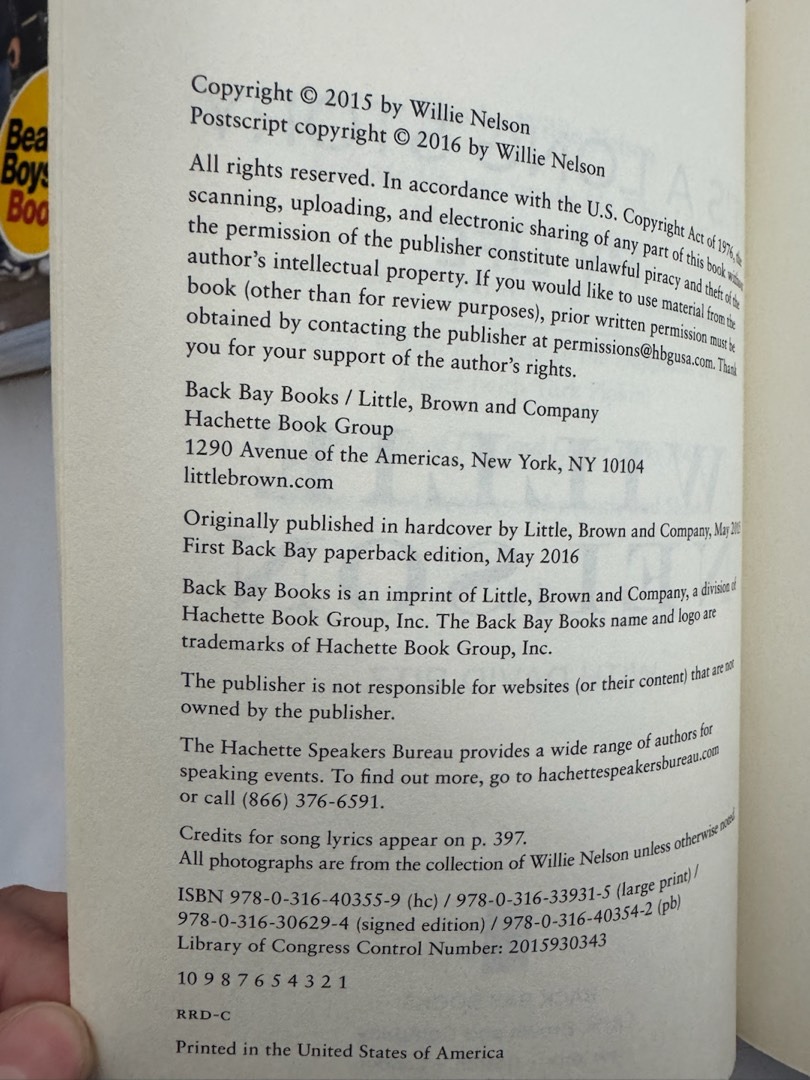 Bea
Boys
Boo
Copyright © 2015 by Willie Nelson
Postscript copyright © 2016 by Willie Nelson
All rights reserved. In accordance with the U.S. Copyright Act of 1976, the
scanning, uploading, and electronic sharing of any part of this book without
the permission of the publisher constitute unlawful piracy and theft of the
author's intellectual property. If you would like to use material from the
book (other than for review purposes), prior written permission must be
obtained by contacting the publisher at permissions@hbgusa.com. Thank
you for your support of the author's rights.
Back Bay Books / Little, Brown and Company
Hachette Book Group
1290 Avenue of the Americas, New York, NY 10104
littlebrown.com
Originally published in hardcover by Little, Brown and Company, May 2015
First Back Bay paperback edition, May 2016
Back Bay Books is an imprint of Little, Brown and Company, a division of
Hachette Book Group, Inc. The Back Bay Books name and logo are
trademarks of Hachette Book Group, Inc.
The publisher is not responsible for websites (or their content) that are not
owned by the publisher.
The Hachette Speakers Bureau provides a wide range of authors for
speaking events. To find out more, go to hachettespeakersbureau.com
or call (866) 376-6591.
Credits for song lyrics appear on p. 397.
All photographs are from the collection of Willie Nelson unless otherwise noted
ISBN 978-0-316-40355-9 (hc) / 978-0-316-33931-5 (large print) /
978-0-316-30629-4 (signed edition) / 978-0-316-40354-2 (pb)
Library of Congress Control Number: 2015930343
10 9 8 7 6 5 4 3 2 1
RRD-C
Printed in the United States of America